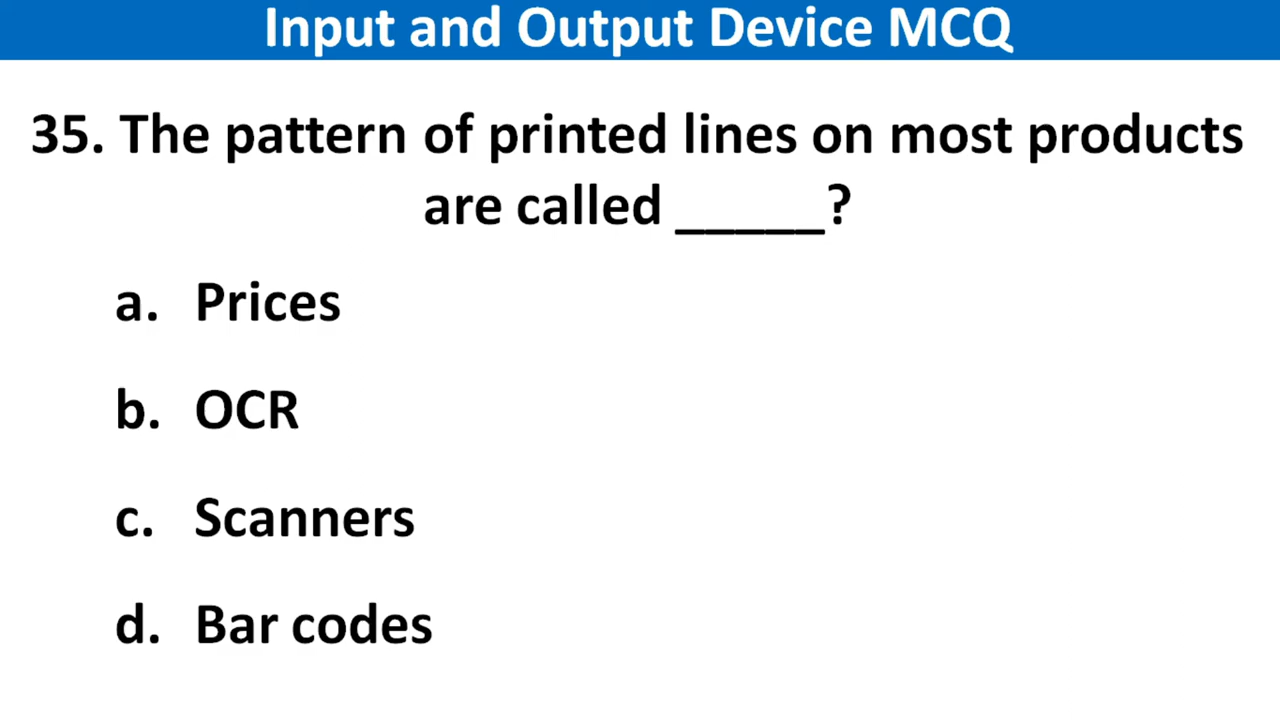 Input and Output Device MCQ
35. The pattern of printed lines on most products
are called _____?
a. Prices
b. OCR
c. Scanners
d. Bar codes